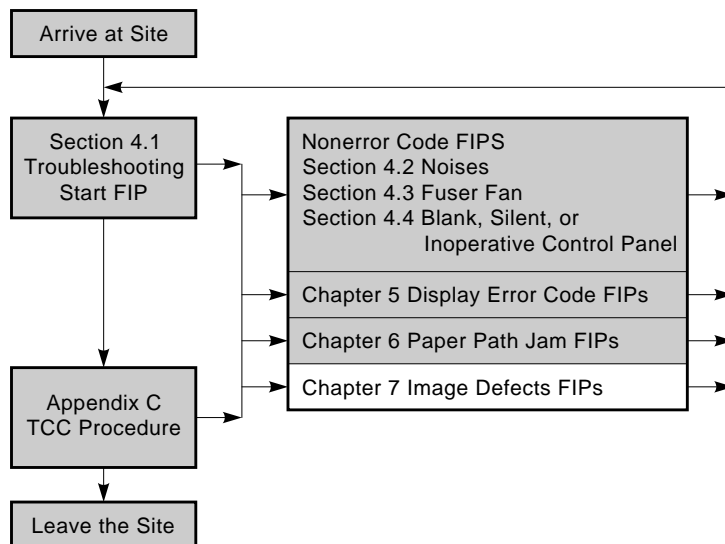 Arrive at Site
Section 4.1
Troubleshooting
Start FIP
Nonerror Code FIPS
Section 4.2 Noises
Section 4.3 Fuser Fan
Section 4.4 Blank, Silent, or
Inoperative Control Panel
Chapter 5 Display Error Code FIPs
Chapter 6 Paper Path Jam FIPs
Chapter 7 Image Defects FIPs
Appendix C
TCC Procedure
Leave the Site